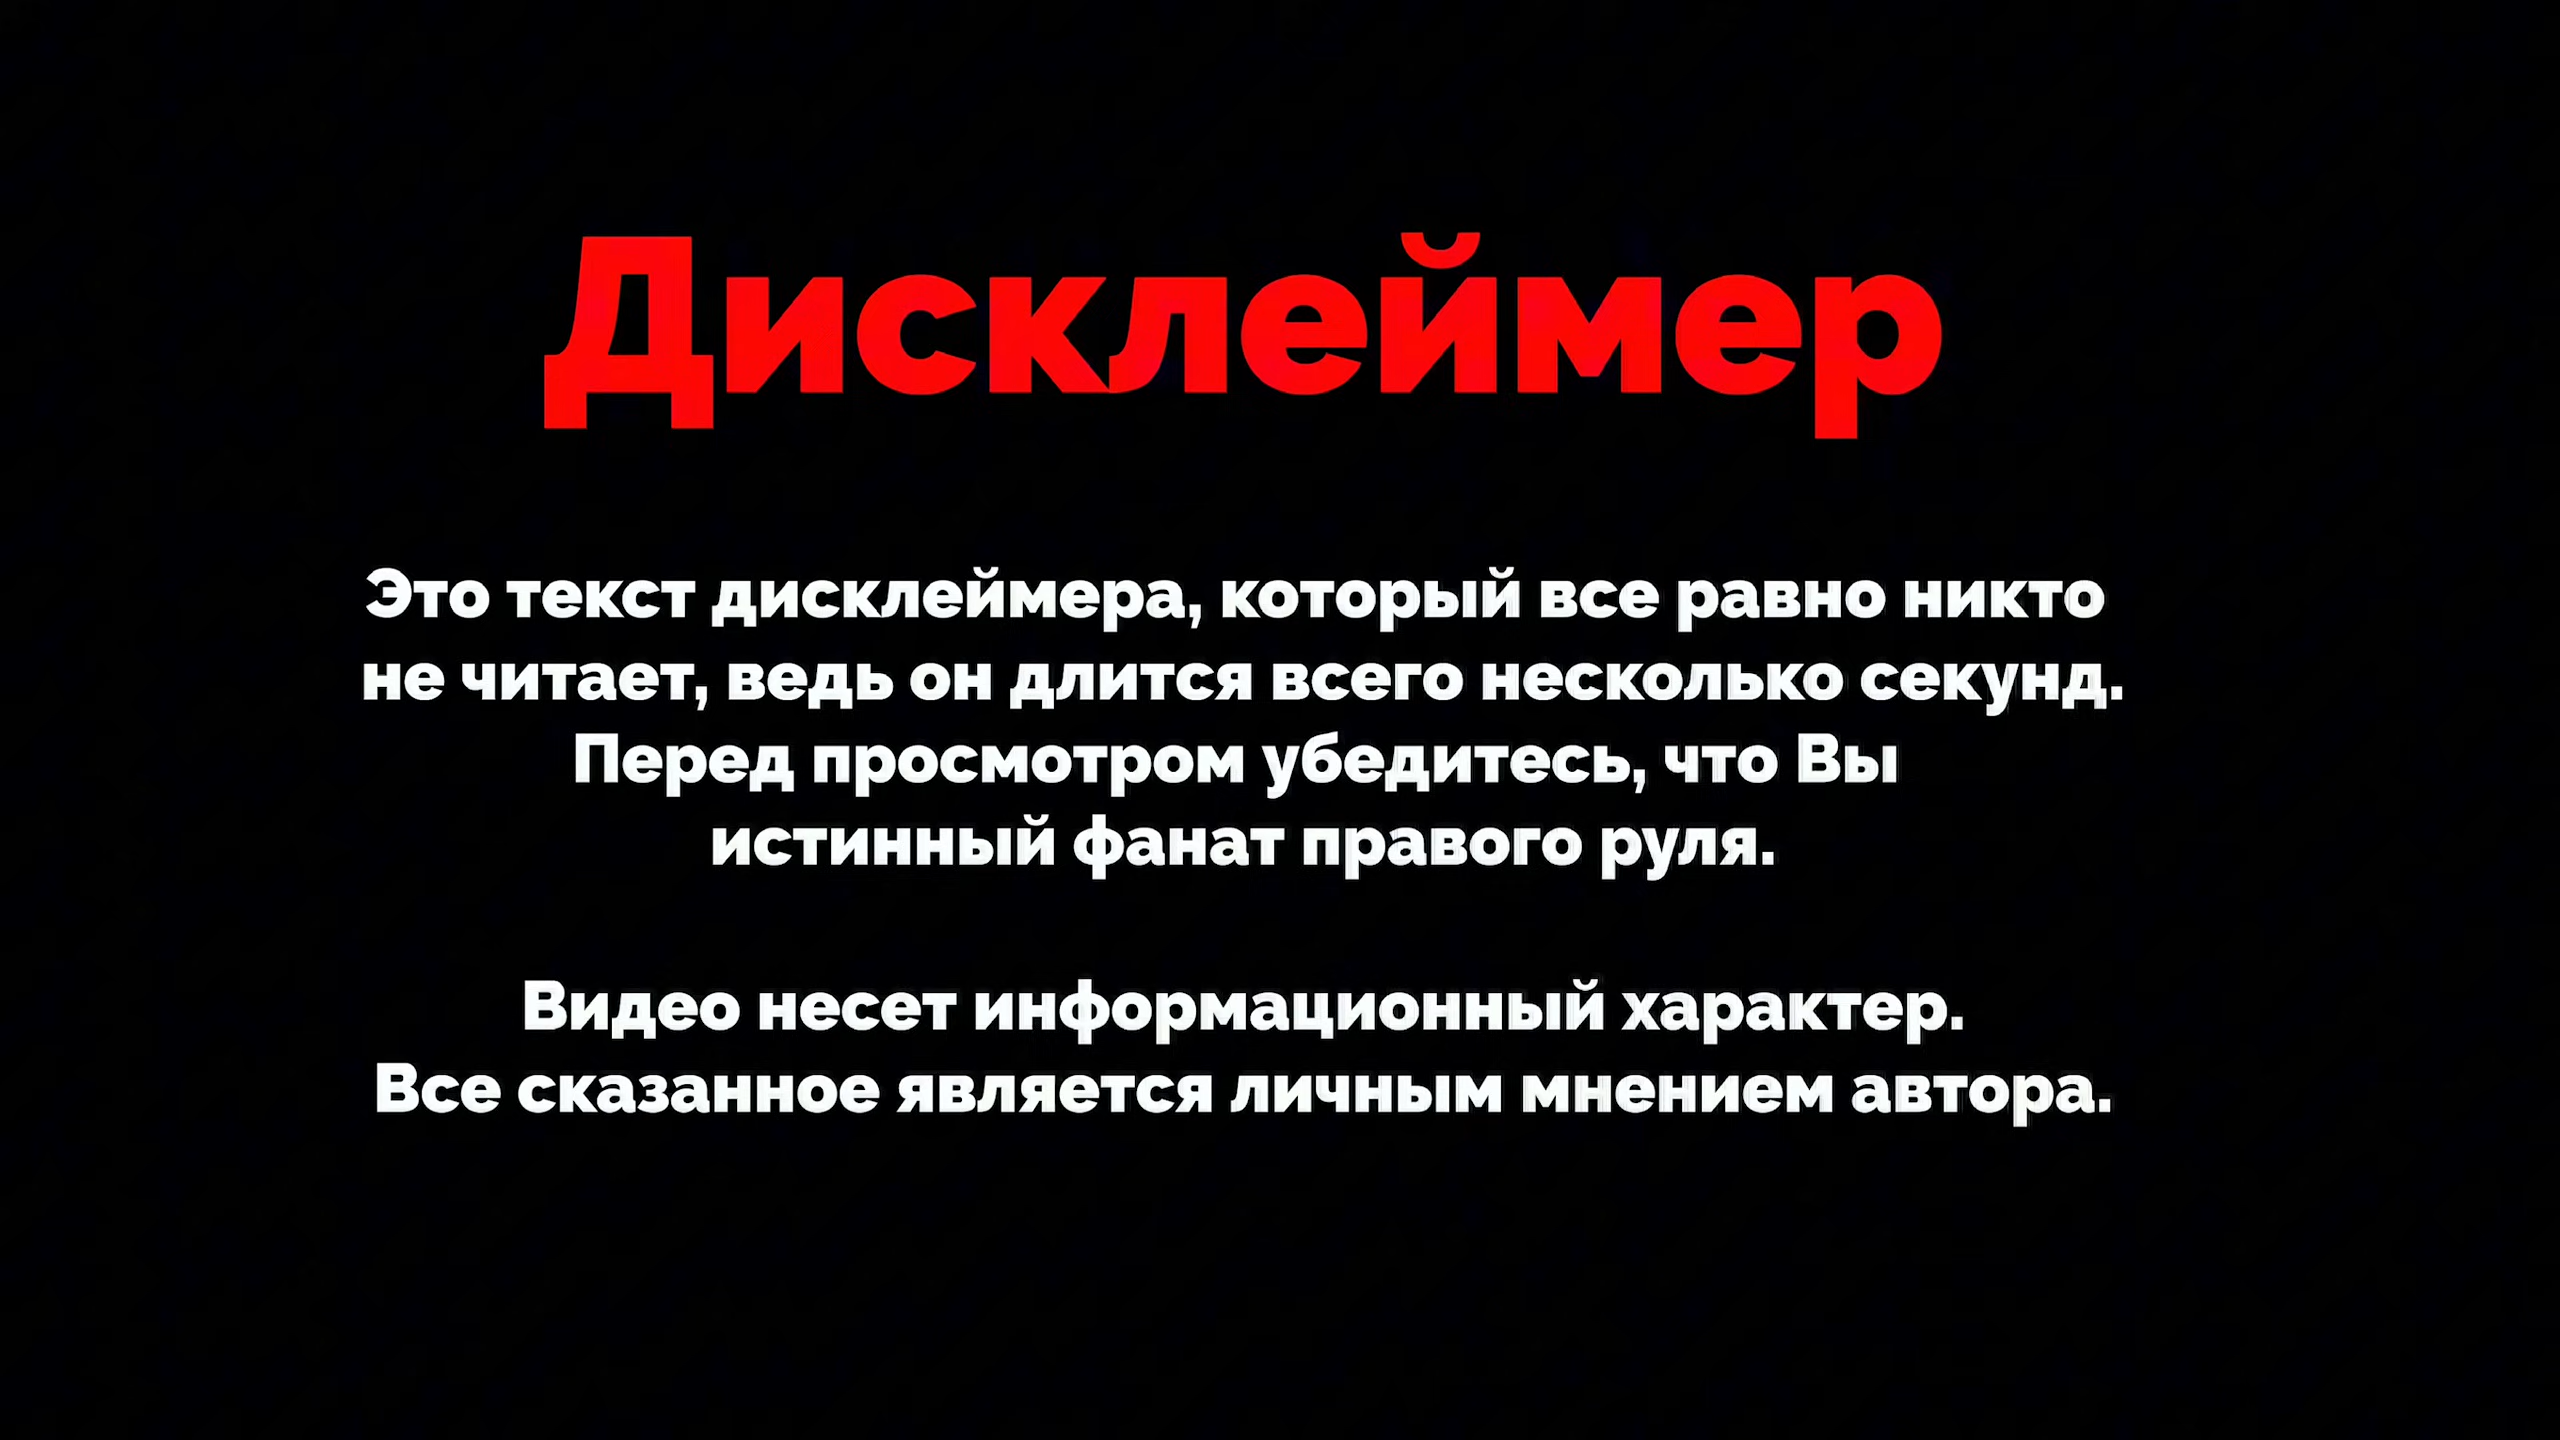 Дисклеймер
Это текст дисклеймера, который все равно никто
не читает, ведь он длится всего несколько секунд.
Перед просмотром убедитесь, что Вы
истинный фанат правого руля.
Видео несет информационный характер.
Все сказанное является личным мнением автора.